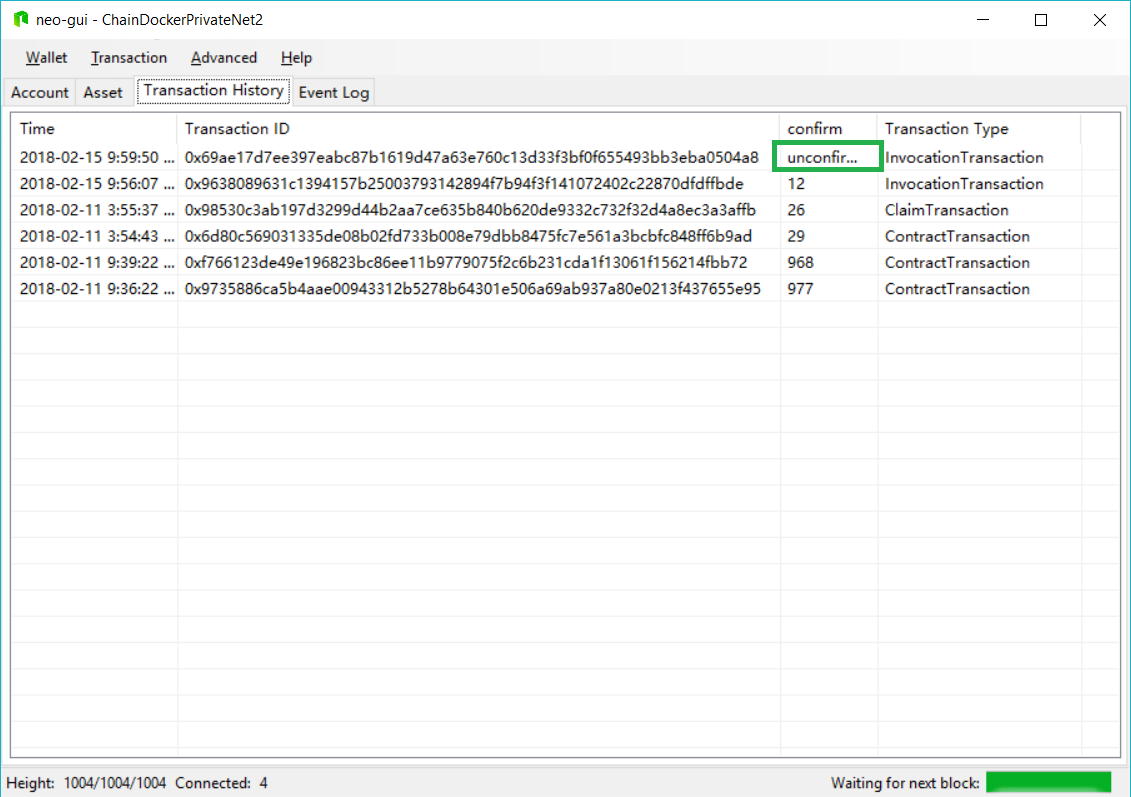 neo-gui - ChainDockerPrivateNet2
Wallet Transaction Advanced Help
Account Asset Transaction History Event Log
Time Transaction ID confirm Transaction Type
2018-02-15 9:59:50 ... 0x69ae17d7ee397eabc87b1619d47a63e760c13d33f3bf0f655493bb3eba0504a8 unconfir... InvocationTransaction
2018-02-15 9:56:07 ... 0x9638089631c1394157b25003793142894f7b94f3f141072402c22870dfdffbde 12 InvocationTransaction
2018-02-11 3:55:37 ... 0x98530c3ab197d3299d44b2aa7ce635b840b620de9332c732f32d4a8ec3a3affb 26 ClaimTransaction
2018-02-11 3:54:43 ... 0x6d80c569031335de08b02fd733b008e79dbb8475fc7e561a3bcbfc848ff6b9ad 29 ContractTransaction
2018-02-11 9:39:22 ... 0xf766123de49e196823bc86ee11b9779075f2c6b231cda1f13061f156214fbb72 968 ContractTransaction
2018-02-11 9:36:22 ... 0x9735886ca5b4aae00943312b5278b64301e506a69ab937a80e0213f437655e95 977 ContractTransaction
Height: 1004/1004/1004 Connected: 4 Waiting for next block: